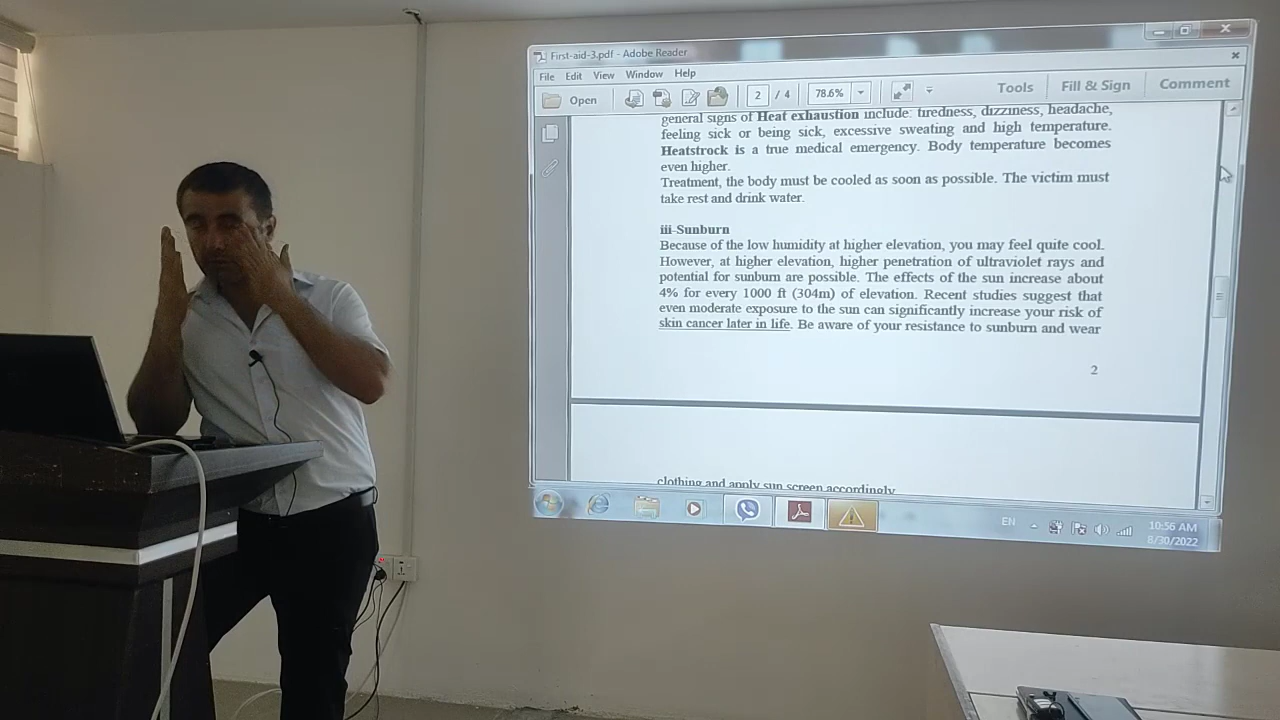 First-aid-3.pdf - Adobe Reader
File Edit View Window Help
Open 2 / 4 78.6% Tools Fill & Sign Comment
general signs of Heat exhaustion include: tiredness, dizziness, headache,
feeling sick or being sick, excessive sweating and high temperature.
Heatstrock is a true medical emergency. Body temperature becomes
even higher.
Treatment, the body must be cooled as soon as possible. The victim must
take rest and drink water.
iii-Sunburn
Because of the low humidity at higher elevation, you may feel quite cool.
However, at higher elevation, higher penetration of ultraviolet rays and
potential for sunburn are possible. The effects of the sun increase about
4% for every 1000 ft (304m) of elevation. Recent studies suggest that
even moderate exposure to the sun can significantly increase your risk of
skin cancer later in life. Be aware of your resistance to sunburn and wear
2
clothing and apply sun screen accordingly
EN 10:56 AM
8/30/2022